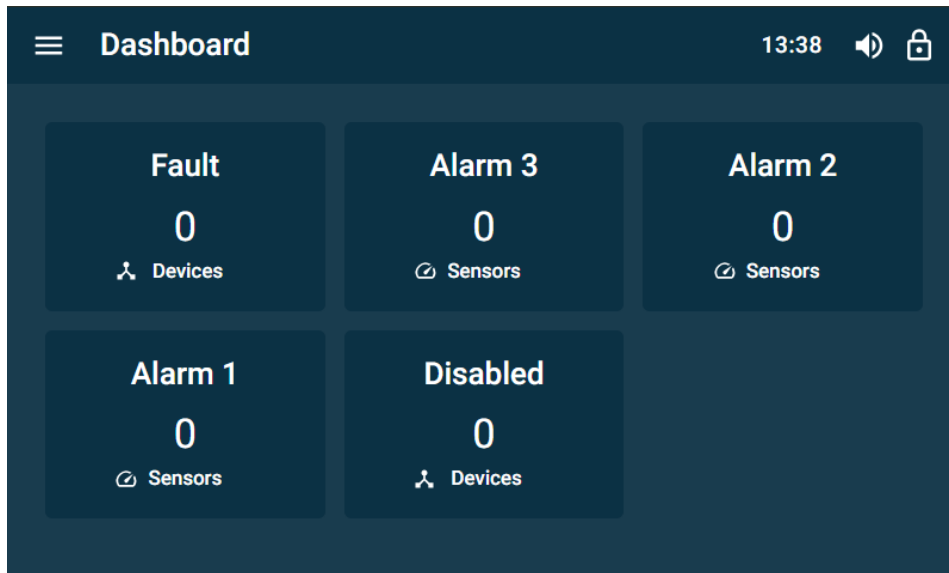 Dashboard 13:38
Fault
0
Devices
Alarm 3
0
Sensors
Alarm 2
0
Sensors
Alarm 1
0
Sensors
Disabled
0
Devices